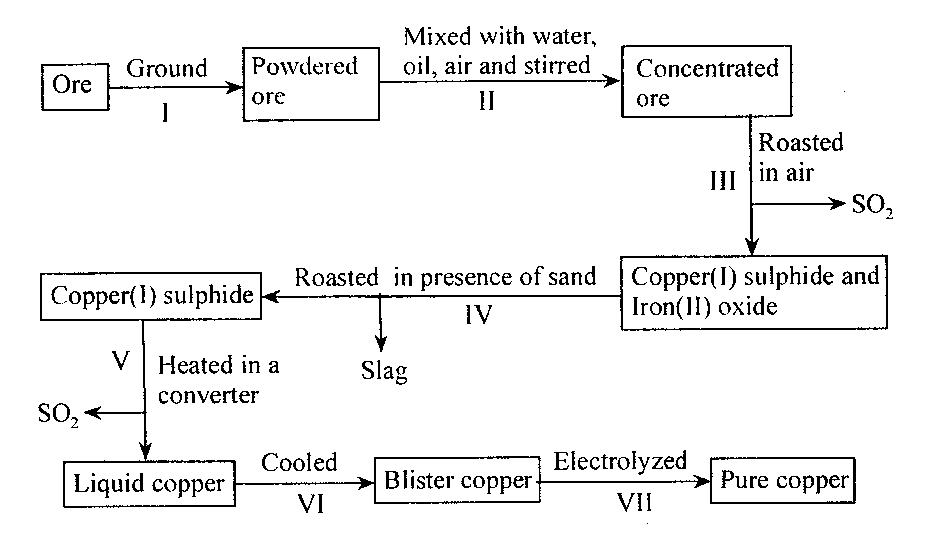 Ore
Ground
I
Powdered
ore
Mixed with water,
oil, air and stirred
II
Concentrated
ore
III
Roasted
in air
SO₂
Copper(I) sulphide and
Iron(II) oxide
Roasted in presence of sand
IV
Slag
Copper(I) sulphide
V
Heated in a
converter
SO₂
Liquid copper
Cooled
VI
Blister copper
Electrolyzed
VII
Pure copper